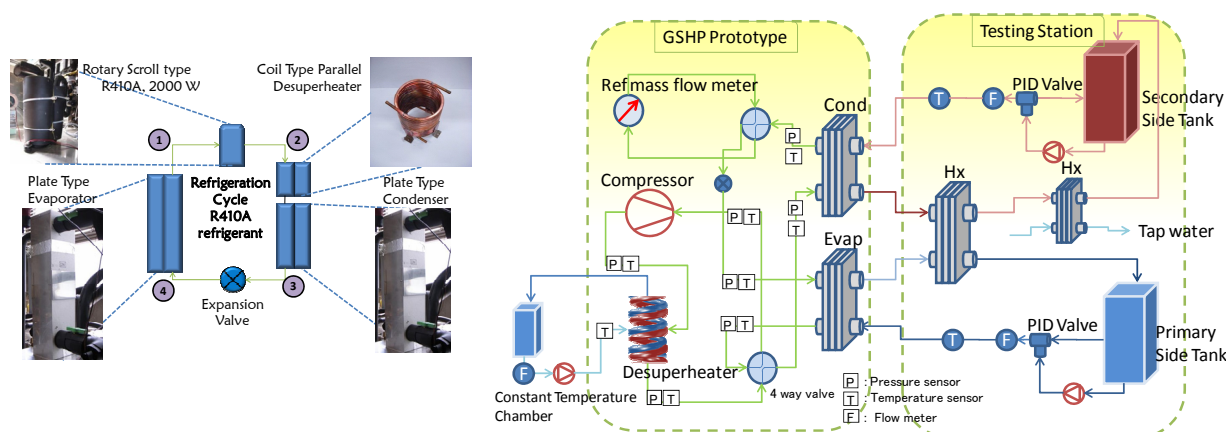 Rotary Scroll type
R410A, 2000 W
Coil Type Parallel
Desuperheater
1
2
Plate Type
Evaporator
Refrigeration
Cycle
R410A
refrigerant
Plate Type
Condenser
4
3
Expansion
Valve
GSHP Prototype
Testing Station
Ref mass flow meter
Cond
P
T
T
F
PID Valve
Secondary
Side Tank
Compressor
Hx
Hx
P T
Tap water
Evap
P T
P T
P T
T
PID Valve
T
F
Primary
Side Tank
F
Desuperheater
Constant Temperature
Chamber
P T
4 way valve
P : Pressure sensor
T : Temperature sensor
F : Flow meter